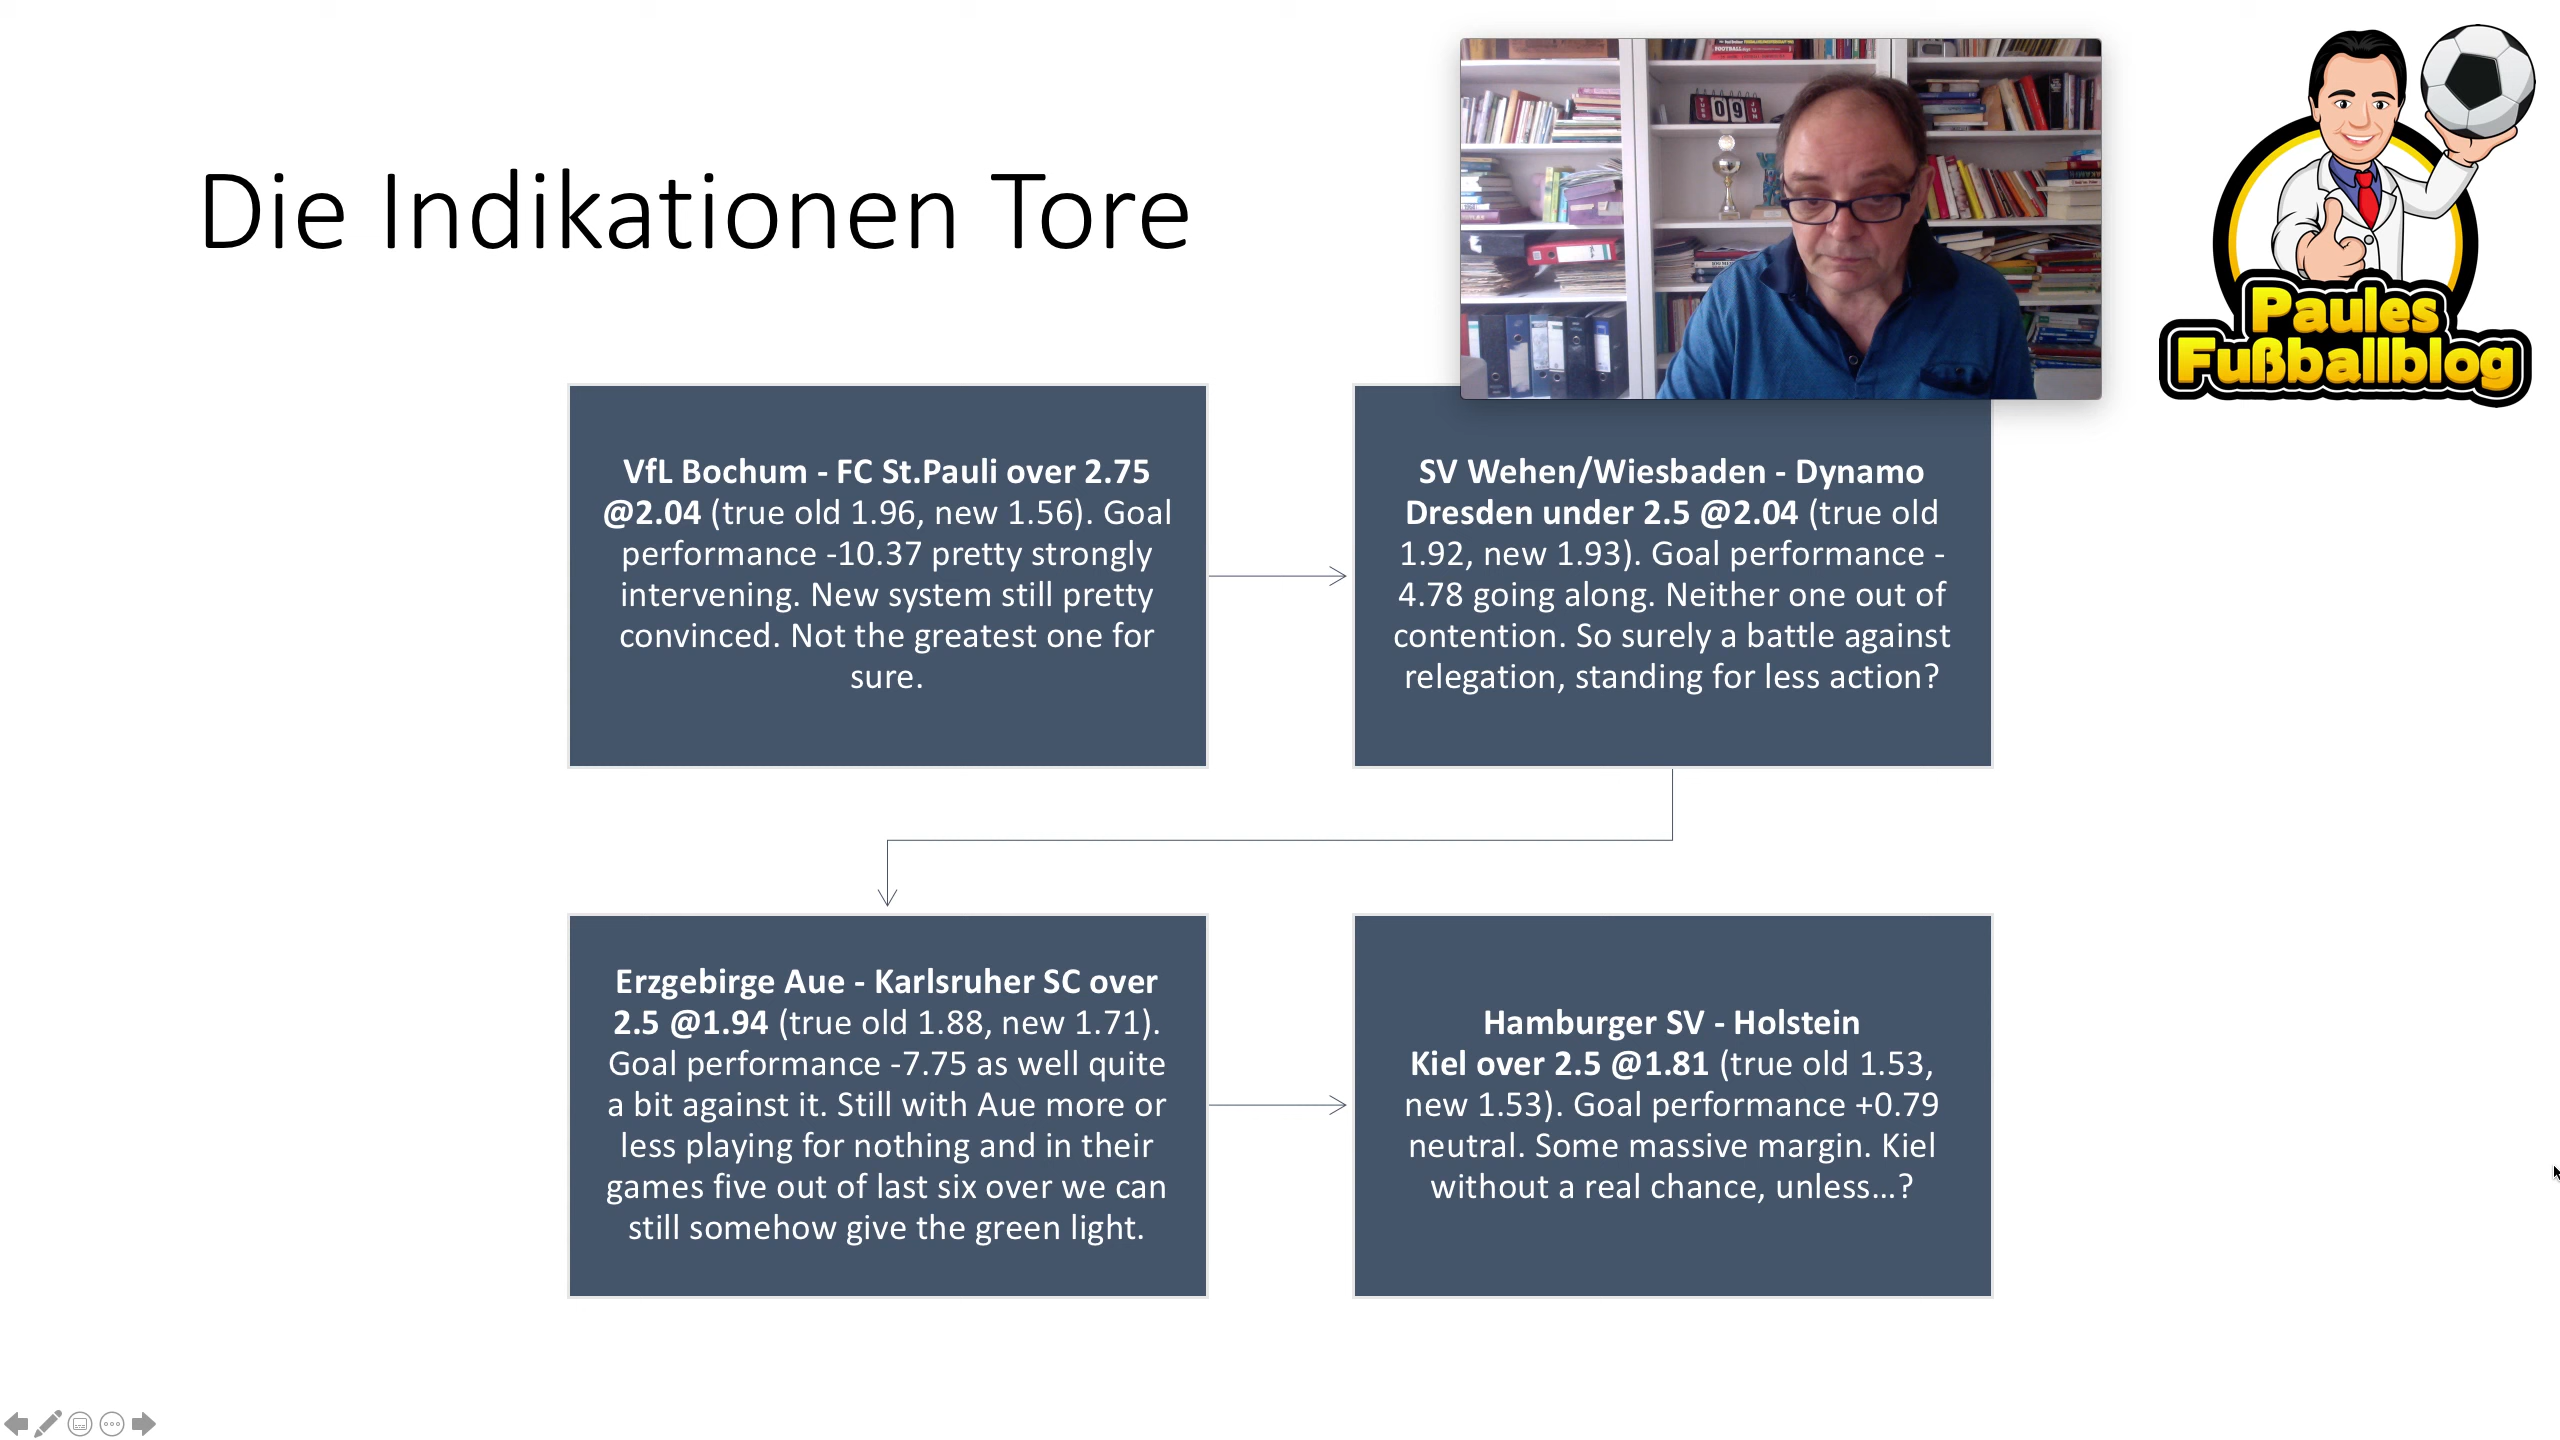 Die Indikationen Tore
FOOTBALL
TUE 09 JUN
Paules
Fußballblog
VfL Bochum - FC St.Pauli over 2.75
@2.04 (true old 1.96, new 1.56). Goal
performance -10.37 pretty strongly
intervening. New system still pretty
convinced. Not the greatest one for
sure.
SV Wehen/Wiesbaden - Dynamo
Dresden under 2.5 @2.04 (true old
1.92, new 1.93). Goal performance -
4.78 going along. Neither one out of
contention. So surely a battle against
relegation, standing for less action?
Erzgebirge Aue - Karlsruher SC over
2.5 @1.94 (true old 1.88, new 1.71).
Goal performance -7.75 as well quite
a bit against it. Still with Aue more or
less playing for nothing and in their
games five out of last six over we can
still somehow give the green light.
Hamburger SV - Holstein
Kiel over 2.5 @1.81 (true old 1.53,
new 1.53). Goal performance +0.79
neutral. Some massive margin. Kiel
without a real chance, unless…?